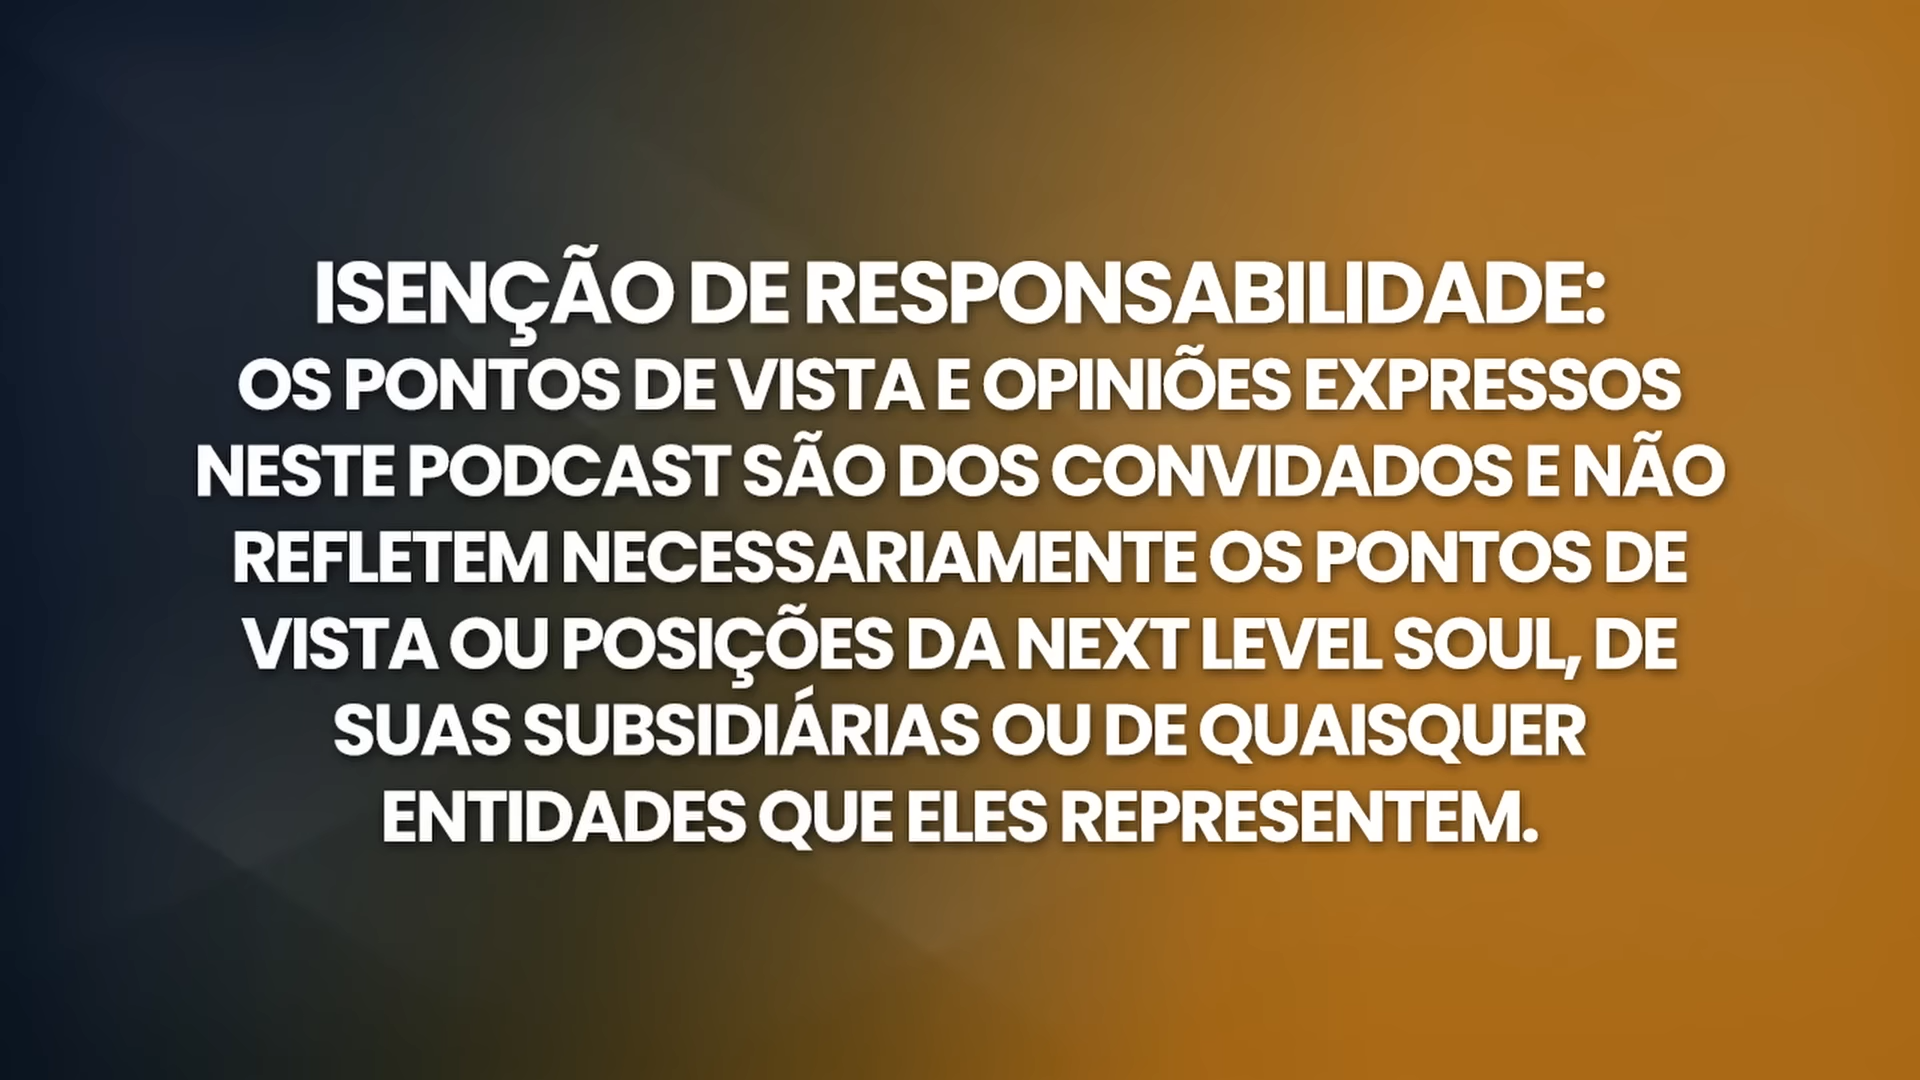 ISENÇÃO DE RESPONSABILIDADE:
OS PONTOS DE VISTA E OPINIÕES EXPRESSOS
NESTE PODCAST SÃO DOS CONVIDADOS E NÃO
REFLETEM NECESSARIAMENTE OS PONTOS DE
VISTA OU POSIÇÕES DA NEXT LEVEL SOUL, DE
SUAS SUBSIDIÁRIAS OU DE QUAISQUER
ENTIDADES QUE ELES REPRESENTEM.